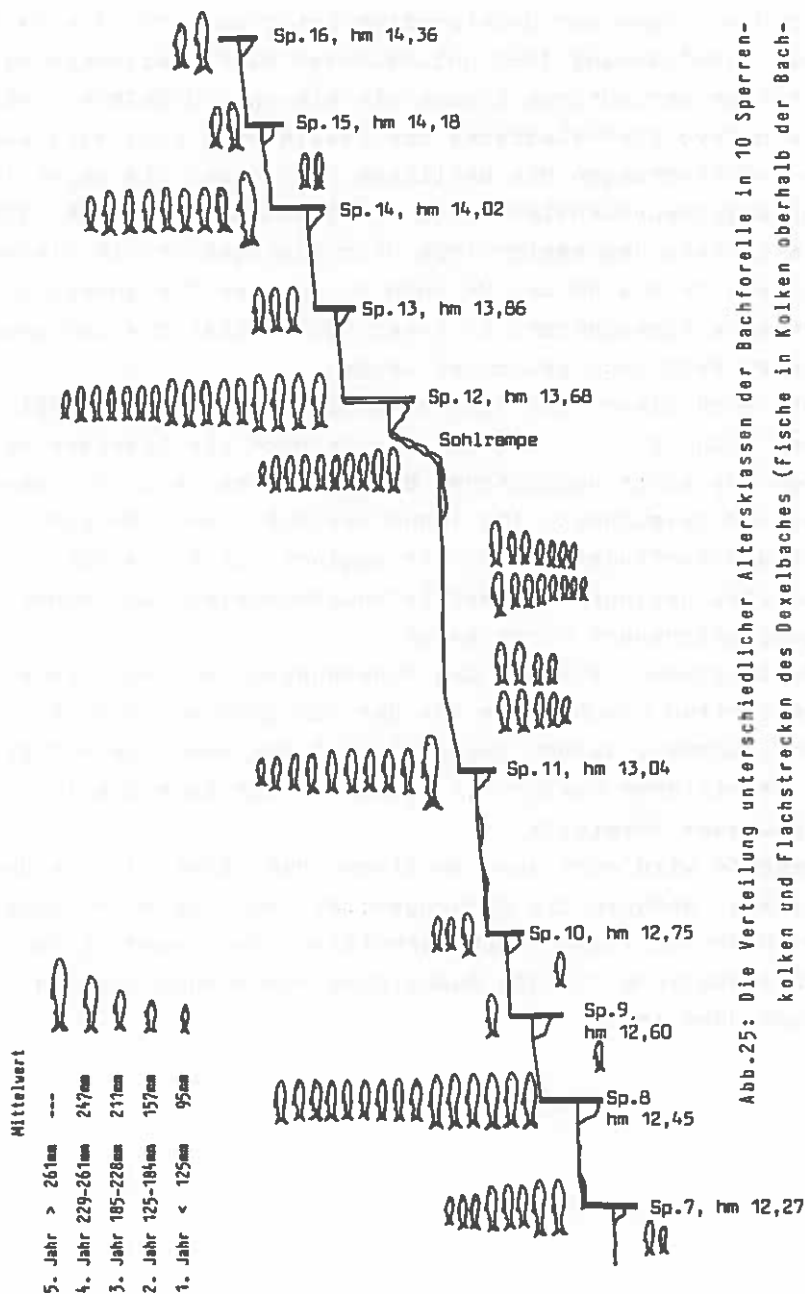 Sp.16, hm 14,36
Sp.15, hm 14,18
Sp.14, hm 14,02
Sp.13, hm 13,86
Sp.12, hm 13,68
Sohlrampe
Sp.11, hm 13,04
Sp.10, hm 12,75
Sp.9,
hm 12,60
Sp.8
hm 12,45
Sp.7, hm 12,27
Mittelwert
5. Jahr > 261mm ---
4. Jahr 229-261mm 247mm
3. Jahr 185-228mm 211mm
2. Jahr 125-184mm 157mm
1. Jahr < 125mm 95mm
Abb.25: Die Verteilung unterschiedlicher Altersklassen der Bachforelle in 10 Sperren-
kolken und Flachstrecken des Dexelbaches (Fische in Kolken oberhalb der Bach-